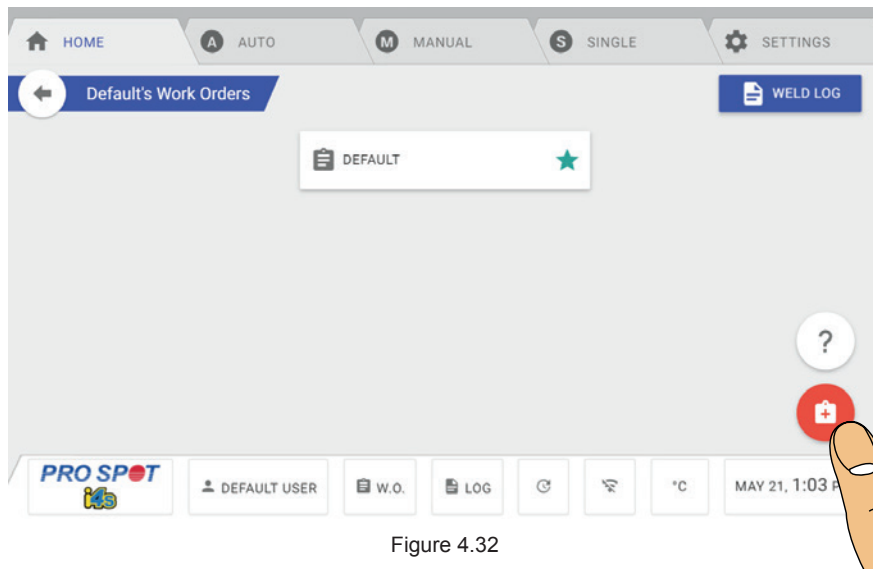 HOME
A AUTO
M MANUAL
S SINGLE
SETTINGS
Default's Work Orders
WELD LOG
DEFAULT
?
PRO SPOT
i4s
DEFAULT USER
W.O.
LOG
°C
MAY 21, 1:03 P
Figure 4.32